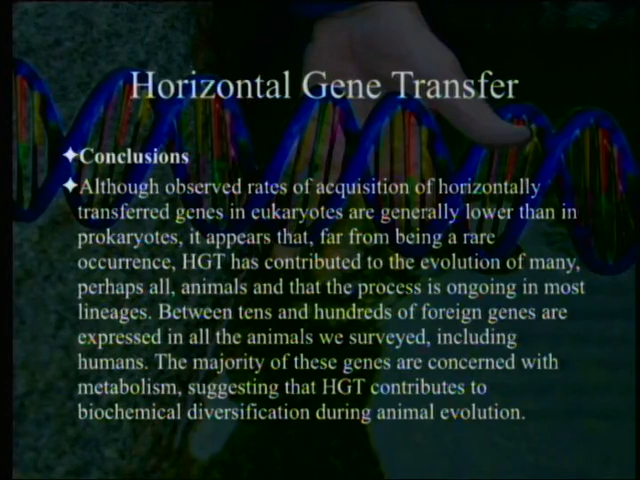 Horizontal Gene Transfer
✦Conclusions
✦Although observed rates of acquisition of horizontally
transferred genes in eukaryotes are generally lower than in
prokaryotes, it appears that, far from being a rare
occurrence, HGT has contributed to the evolution of many,
perhaps all, animals and that the process is ongoing in most
lineages. Between tens and hundreds of foreign genes are
expressed in all the animals we surveyed, including
humans. The majority of these genes are concerned with
metabolism, suggesting that HGT contributes to
biochemical diversification during animal evolution.